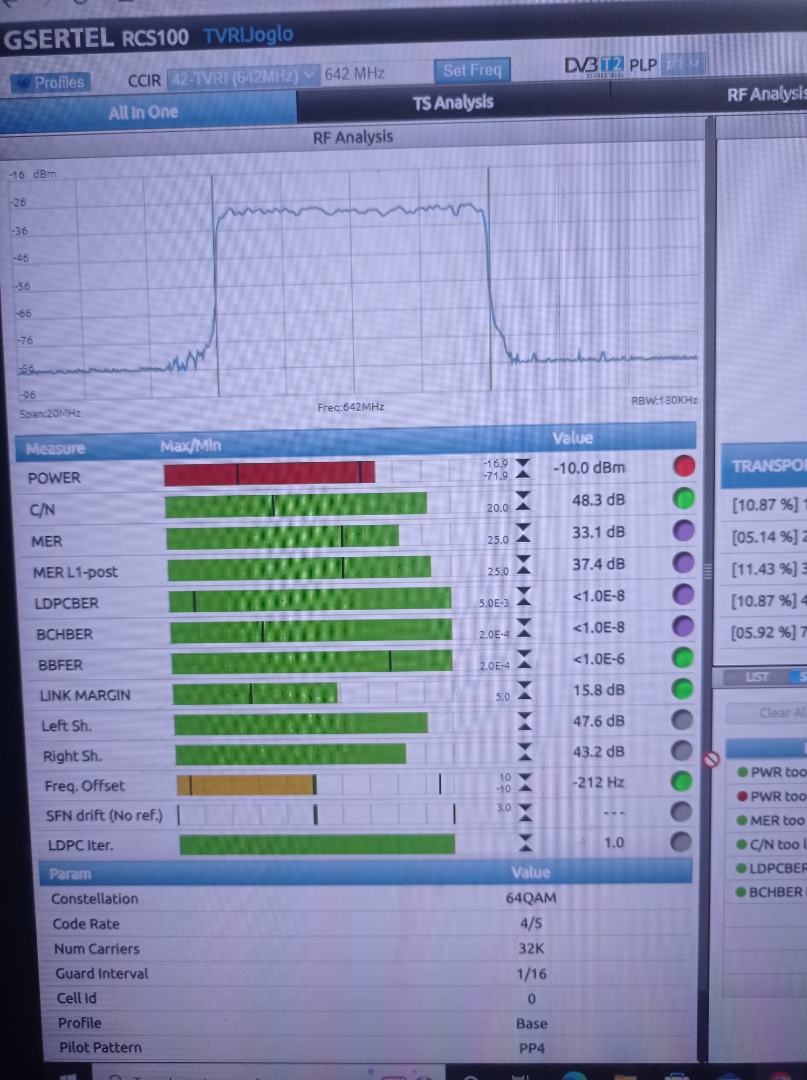 GSERTEL RCS100 TVRIJoglo
Profiles CCIR 42-TVRI (642MHz) 642 MHz Set Freq DVB T2 TERRESTRIAL PLP #1
All In One TS Analysis RF Analysis
RF Analysis
-16 dBm
-26
-36
-46
-56
-66
-76
-86
-96
Span:20MHz Freq:642MHz RBW:180KHz
Measure Max/Min Value
POWER -16.9 -71.9 -10.0 dBm
C/N 20.0 48.3 dB
MER 25.0 33.1 dB
MER L1-post 25.0 37.4 dB
LDPCBER 5.0E-3 <1.0E-8
BCHBER 2.0E-4 <1.0E-8
BBFER 2.0E-4 <1.0E-6
LINK MARGIN 5.0 15.8 dB
Left Sh. 47.6 dB
Right Sh. 43.2 dB
Freq. Offset 10 -10 -212 Hz
SFN drift (No ref.) 3.0 ---
LDPC Iter. 1.0
Param Value
Constellation 64QAM
Code Rate 4/5
Num Carriers 32K
Guard Interval 1/16
Cell Id 0
Profile Base
Pilot Pattern PP4
TRANSPO
[10.87 %] 1
[05.14 %] 2
[11.43 %] 3
[10.87 %] 4
[05.92 %] 7
LIST S
Clear Al
PWR too
PWR too
MER too
C/N too l
LDPCBER
BCHBER